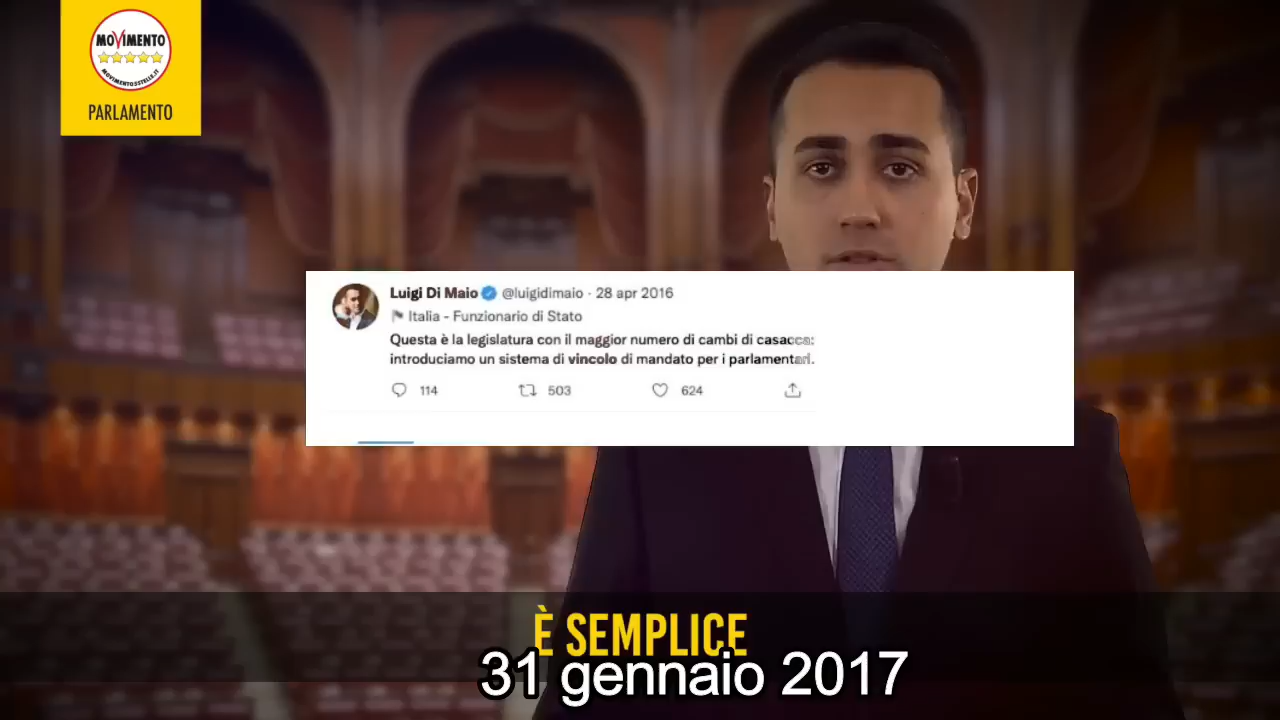 MOVIMENTO
MOVIMENTO5STELLE.IT
PARLAMENTO
Luigi Di Maio @luigidimaio · 28 apr 2016
Italia - Funzionario di Stato
Questa è la legislatura con il maggior numero di cambi di casacca:
introduciamo un sistema di vincolo di mandato per i parlamentari.
114 503 624
È SEMPLICE
31 gennaio 2017